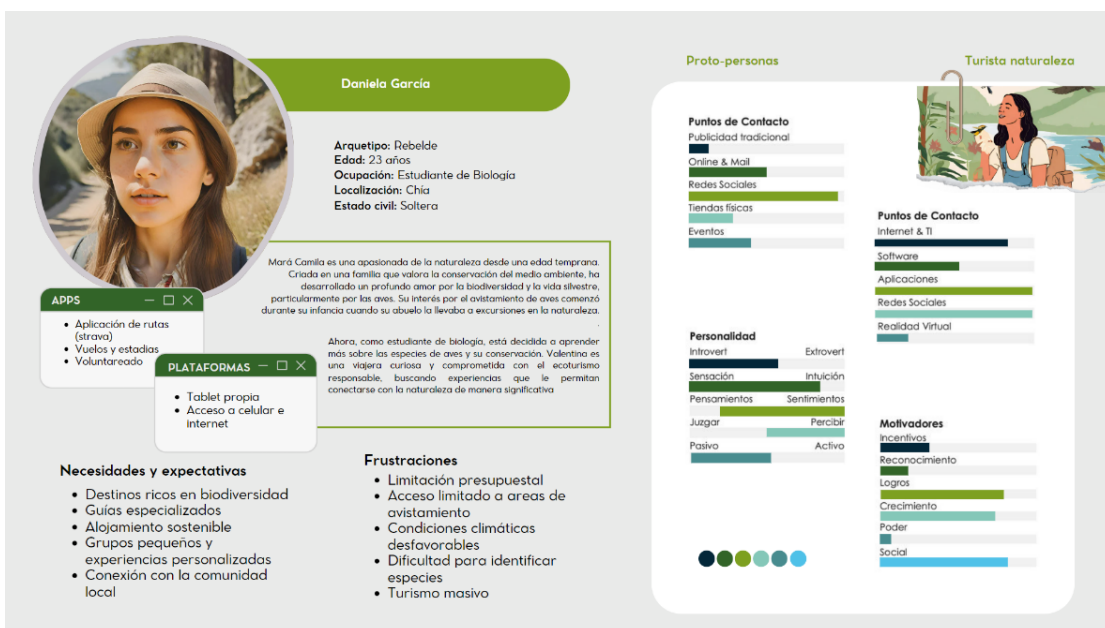 Daniela García
Arquetipo: Rebelde
Edad: 23 años
Ocupación: Estudiante de Biología
Localización: Chía
Estado civil: Soltera
Mará Camila es una apasionada de la naturaleza desde una edad temprana.
Criada en una familia que valora la conservación del medio ambiente, ha
desarrollado un profundo amor por la biodiversidad y la vida silvestre,
particularmente por las aves. Su interés por el avistamiento de aves comenzó
durante su infancia cuando su abuelo la llevaba a excursiones en la naturaleza.
.
Ahora, como estudiante de biología, está decidida a aprender
más sobre las especies de aves y su conservación. Valentina es
una viajera curiosa y comprometida con el ecoturismo
responsable, buscando experiencias que le permitan
conectarse con la naturaleza de manera significativa
APPS
• Aplicación de rutas
(strava)
• Vuelos y estadias
• Voluntareado
PLATAFORMAS
• Tablet propia
• Acceso a celular e
internet
Necesidades y expectativas
• Destinos ricos en biodiversidad
• Guías especializados
• Alojamiento sostenible
• Grupos pequeños y
experiencias personalizadas
• Conexión con la comunidad
local
Frustraciones
• Limitación presupuestal
• Acceso limitado a areas de
avistamiento
• Condiciones climáticas
desfavorables
• Dificultad para identificar
especies
• Turismo masivo
Proto-personas
Turista naturaleza
Puntos de Contacto
Publicidad tradicional
Online & Mail
Redes Sociales
Tiendas físicas
Eventos
Personalidad
Introvert Extrovert
Sensación Intuición
Pensamientos Sentimientos
Juzgar Percibir
Pasivo Activo
Puntos de Contacto
Internet & TI
Software
Aplicaciones
Redes Sociales
Realidad Virtual
Motivadores
Incentivos
Reconocimiento
Logros
Crecimiento
Poder
Social